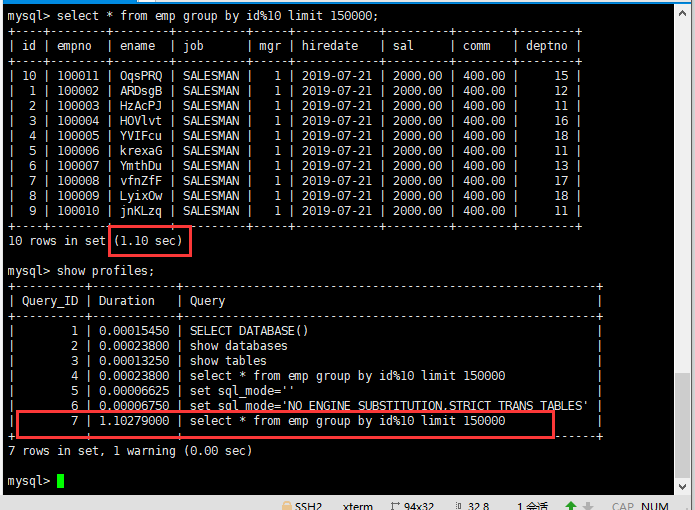 mysql> select * from emp group by id%10 limit 150000;
+----+--------+--------+----------+-----+------------+---------+--------+--------+
| id | empno | ename | job | mgr | hiredate | sal | comm | deptno |
+----+--------+--------+----------+-----+------------+---------+--------+--------+
| 10 | 100011 | OqsPRQ | SALESMAN | 1 | 2019-07-21 | 2000.00 | 400.00 | 15 |
| 1 | 100002 | ARDsgB | SALESMAN | 1 | 2019-07-21 | 2000.00 | 400.00 | 12 |
| 2 | 100003 | HzAcPJ | SALESMAN | 1 | 2019-07-21 | 2000.00 | 400.00 | 11 |
| 3 | 100004 | HOVlvt | SALESMAN | 1 | 2019-07-21 | 2000.00 | 400.00 | 16 |
| 4 | 100005 | YVIFcu | SALESMAN | 1 | 2019-07-21 | 2000.00 | 400.00 | 18 |
| 5 | 100006 | krexaG | SALESMAN | 1 | 2019-07-21 | 2000.00 | 400.00 | 11 |
| 6 | 100007 | YmthDu | SALESMAN | 1 | 2019-07-21 | 2000.00 | 400.00 | 13 |
| 7 | 100008 | vfnZfF | SALESMAN | 1 | 2019-07-21 | 2000.00 | 400.00 | 17 |
| 8 | 100009 | LyixOw | SALESMAN | 1 | 2019-07-21 | 2000.00 | 400.00 | 18 |
| 9 | 100010 | jnKLzq | SALESMAN | 1 | 2019-07-21 | 2000.00 | 400.00 | 11 |
+----+--------+--------+----------+-----+------------+---------+--------+--------+
10 rows in set (1.10 sec)
mysql> show profiles;
+----------+------------+---------------------------------------------------------+
| Query_ID | Duration | Query |
+----------+------------+---------------------------------------------------------+
| 1 | 0.00015450 | SELECT DATABASE() |
| 2 | 0.00023800 | show databases |
| 3 | 0.00013250 | show tables |
| 4 | 0.00023800 | select * from emp group by id%10 limit 150000 |
| 5 | 0.00006625 | set sql_mode='' |
| 6 | 0.00006750 | set sql_mode='NO_ENGINE_SUBSTITUTION,STRICT_TRANS_TABLES' |
| 7 | 1.10279000 | select * from emp group by id%10 limit 150000 |
+----------+------------+---------------------------------------------------------+
7 rows in set, 1 warning (0.00 sec)
mysql>
SSH2 xterm 94x32 32,8 1 会话 CAP NUM